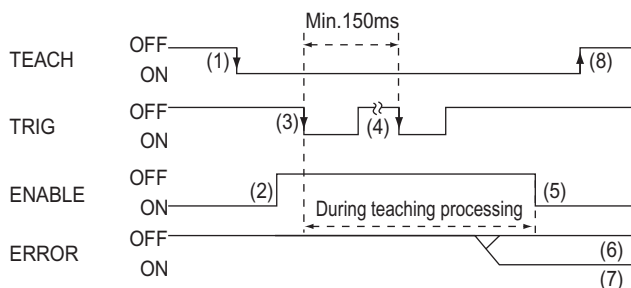 Min.150ms
TEACH
OFF
ON
(1)
(8)
TRIG
OFF
ON
(3)
(4)
ENABLE
OFF
ON
(2)
(5)
During teaching processing
ERROR
OFF
ON
(6)
(7)